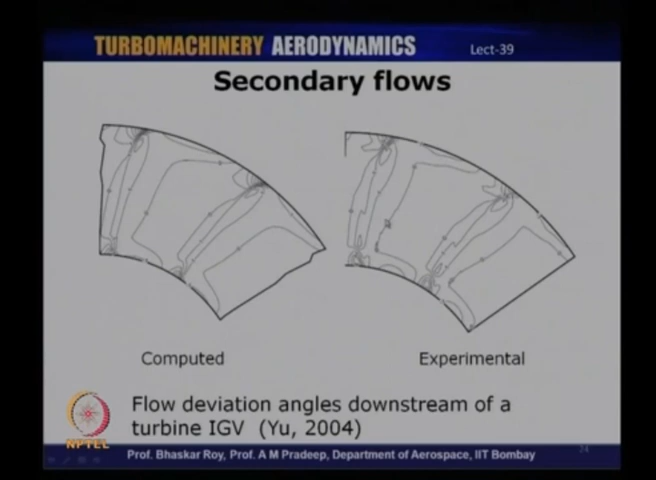 TURBOMACHINERY AERODYNAMICS Lect-39
Secondary flows
Computed Experimental
Flow deviation angles downstream of a
turbine IGV (Yu, 2004)
NPTEL
Prof. Bhaskar Roy, Prof. A M Pradeep, Department of Aerospace, IIT Bombay
24